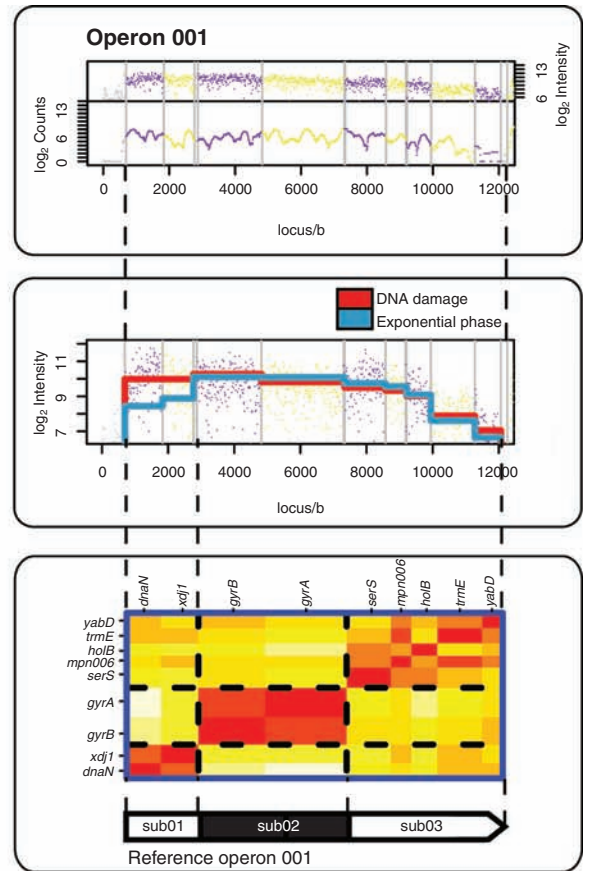 Operon 001
log2 Counts
13
6
0
13
6
log2 Intensity
0 2000 4000 6000 8000 10000 12000
locus/b
DNA damage
Exponential phase
log2 Intensity
11
9
7
0 2000 4000 6000 8000 10000 12000
locus/b
dnaN xdj1 gyrB gyrA serS mpn006 holB trmE yabD
yabD
trmE
holB
mpn006
serS
gyrA
gyrB
xdj1
dnaN
sub01 sub02 sub03
Reference operon 001